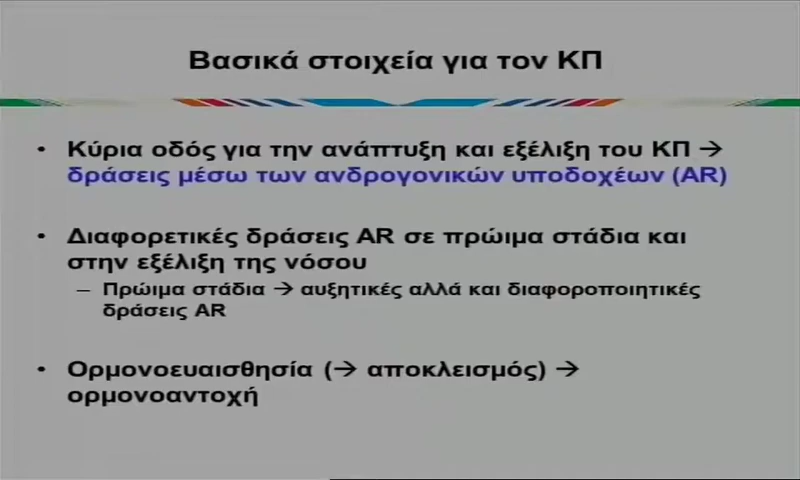 Βασικά στοιχεία για τον ΚΠ
• Κύρια οδός για την ανάπτυξη και εξέλιξη του ΚΠ →
δράσεις μέσω των ανδρογονικών υποδοχέων (AR)
• Διαφορετικές δράσεις AR σε πρώιμα στάδια και
στην εξέλιξη της νόσου
– Πρώιμα στάδια → αυξητικές αλλά και διαφοροποιητικές
δράσεις AR
• Ορμονοευαισθησία (→ αποκλεισμός) →
ορμονοαντοχή